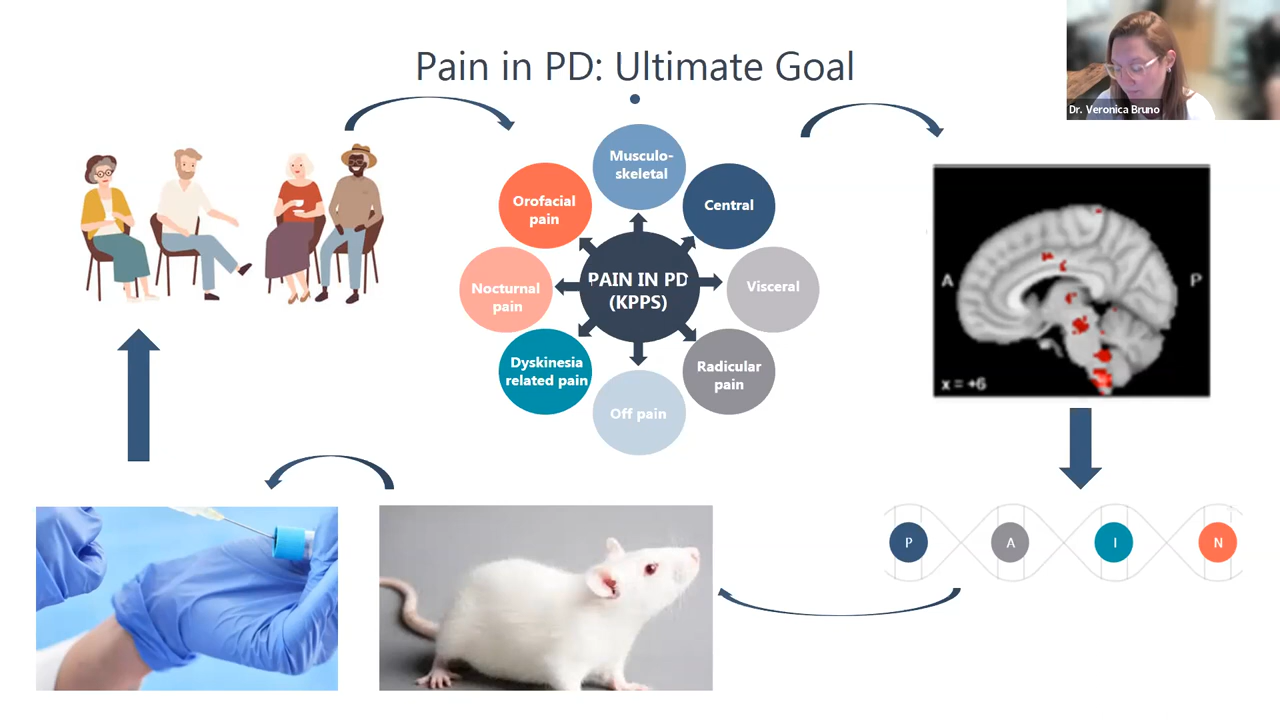 Pain in PD: Ultimate Goal
Dr. Veronica Bruno
Musculo-
skeletal
Orofacial
pain
Central
PAIN IN PD
(KPPS)
Nocturnal
pain
Visceral
Dyskinesia
related pain
Radicular
pain
Off pain
A
P
x = +6
P
A
I
N